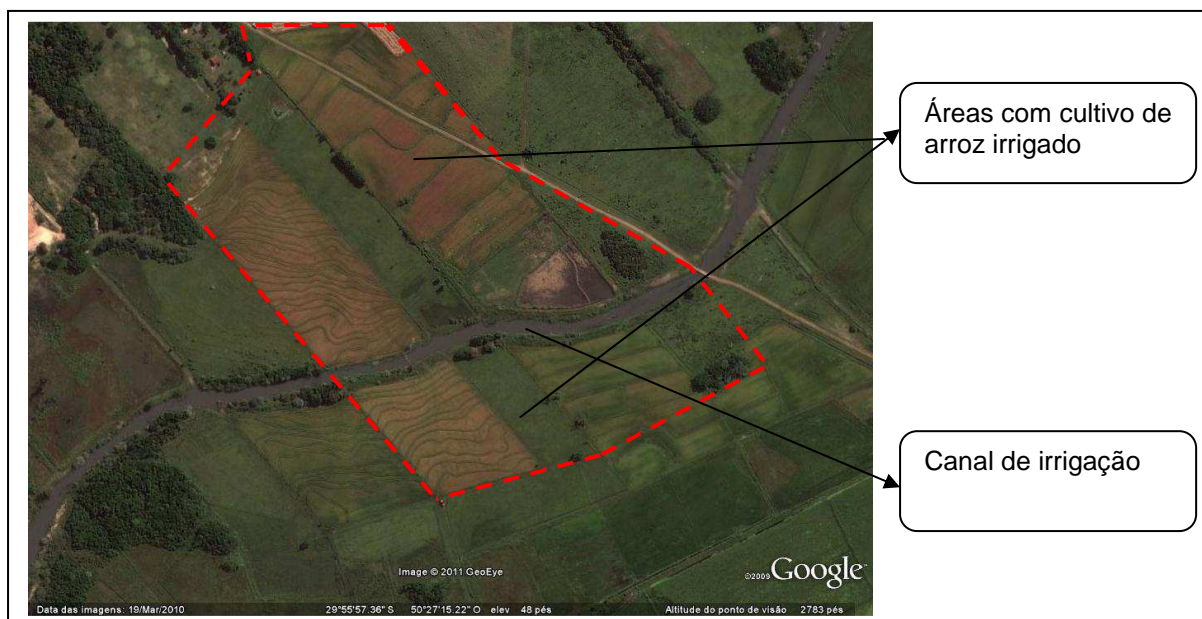 Áreas com cultivo de
arroz irrigado
Canal de irrigação
Image © 2011 GeoEye
©2009 Google
Data das imagens: 19/Mar/2010 29°55'57.36" S 50°27'15.22" O elev 48 pés Altitude do ponto de visão 2783 pés